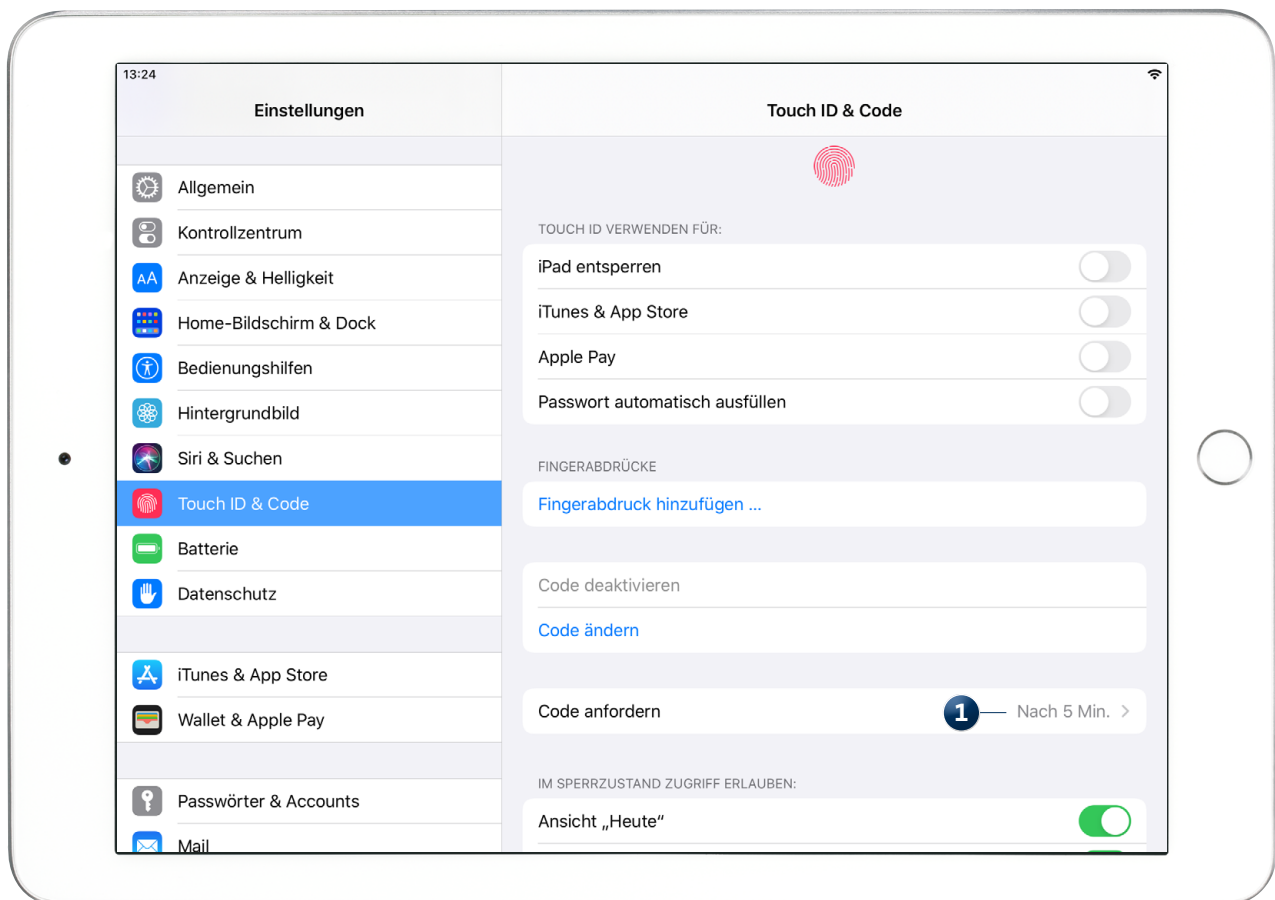 13:24
Einstellungen
Allgemein
Kontrollzentrum
AA
Anzeige & Helligkeit
Home-Bildschirm & Dock
Bedienungshilfen
Hintergrundbild
Siri & Suchen
Touch ID & Code
Batterie
Datenschutz
iTunes & App Store
Wallet & Apple Pay
Passwörter & Accounts
Mail
Touch ID & Code
TOUCH ID VERWENDEN FÜR:
iPad entsperren
iTunes & App Store
Apple Pay
Passwort automatisch ausfüllen
FINGERABDRÜCKE
Fingerabdruck hinzufügen ...
Code deaktivieren
Code ändern
Code anfordern 1 Nach 5 Min.
IM SPERRZUSTAND ZUGRIFF ERLAUBEN:
Ansicht „Heute“